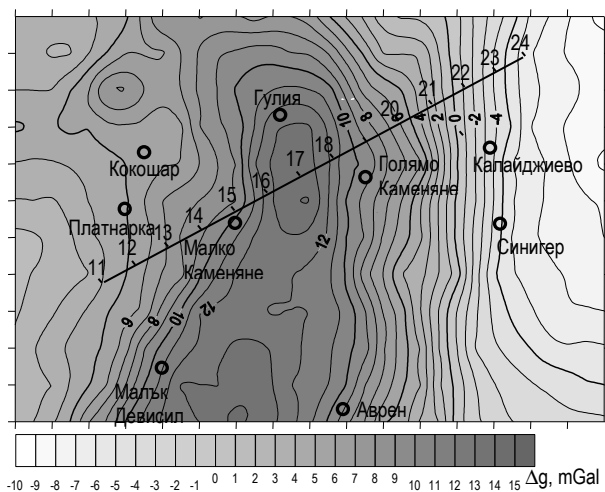 24
23
22
21
20
18
17
16
15
14
13
12
11
Гулия
Кокошар
Платнарка
Малко
Каменяне
Голямо
Каменяне
Калайджиево
Синигер
Малък
Девисил
Аврен
10
8
6
4
2
0
-2
-4
12
6
8
10
12
-10 -9 -8 -7 -6 -5 -4 -3 -2 -1 0 1 2 3 4 5 6 7 8 9 10 11 12 13 14 15 Δg, mGal